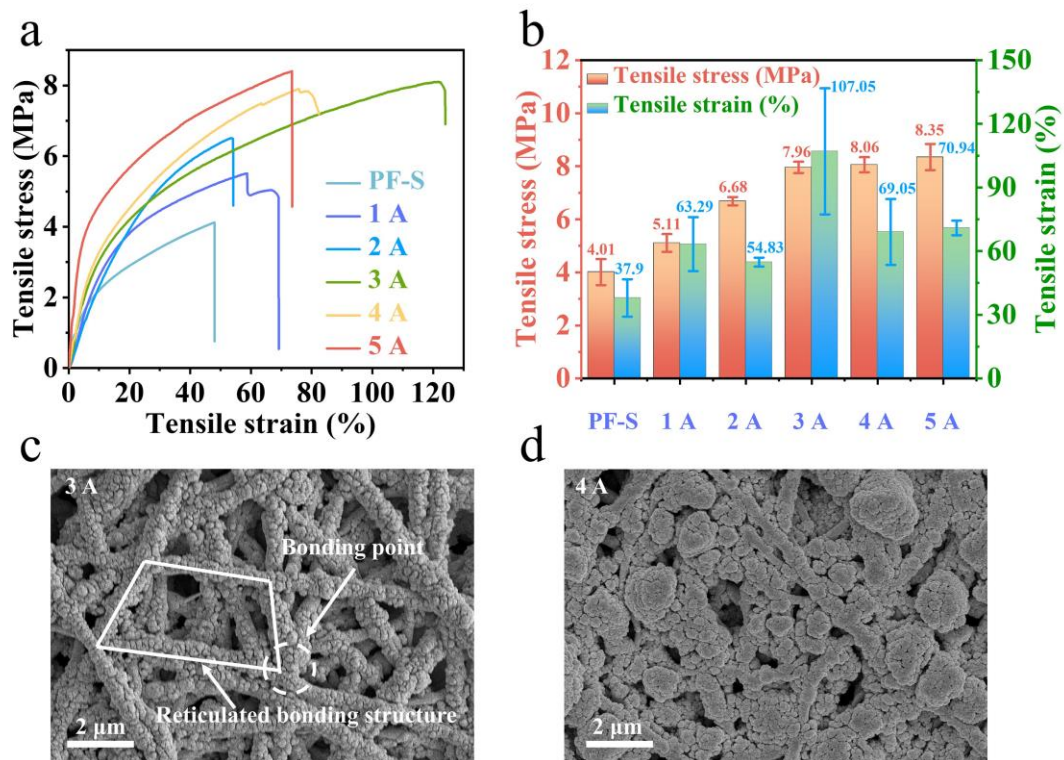 a
Tensile stress (MPa)
8
6
4
2
0
PF-S
1 A
2 A
3 A
4 A
5 A
0 20 40 60 80 100 120
Tensile strain (%)
b
Tensile stress (MPa)
12
10
8
6
4
2
0
Tensile stress (MPa)
Tensile strain (%)
4.01
37.9
5.11
63.29
6.68
54.83
7.96
107.05
8.06
69.05
8.35
70.94
150
120
90
60
30
0
Tensile strain (%)
PF-S 1 A 2 A 3 A 4 A 5 A
c
3 A
Bonding point
Reticulated bonding structure
2 μm
d
4 A
2 μm